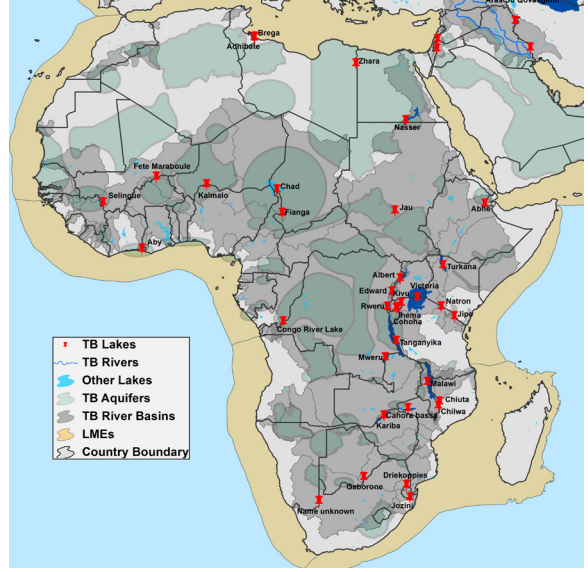 Brega
Adhibate
Zhara
Nasser
Fete Maraboule
Selingue
Kalmalo
Chad
Fianga
Jau
Abhe
Aby
Turkana
Albert
Victoria
Edward
Kivu
Natron
Rweru
Ihema
Jipe
Cohoha
Congo River Lake
Tanganyika
Mweru
Malawi
Chiuta
Cahora bassa
Chilwa
Kariba
Driekoppies
Gaborone
Jozini
Name unknown
TB Lakes
TB Rivers
Other Lakes
TB Aquifers
TB River Basins
LMEs
Country Boundary